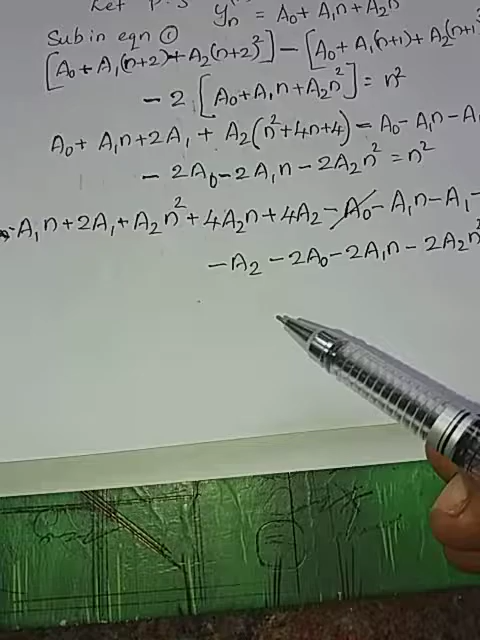 Let P.S yₙ = A₀ + A₁n + A₂n
Sub in eqn ①
[A₀ + A₁(n+2) + A₂(n+2)²] - [A₀ + A₁(n+1) + A₂(n+1
- 2 [A₀ + A₁n + A₂n²] = n²
A₀ + A₁n + 2A₁ + A₂(n² + 4n + 4) - A₀ - A₁n - A
- 2A₀ - 2A₁n - 2A₂n² = n²
A₁n + 2A₁ + A₂n² + 4A₂n + 4A₂ - A₀ - A₁n - A₁ -
- A₂ - 2A₀ - 2A₁n - 2A₂n²